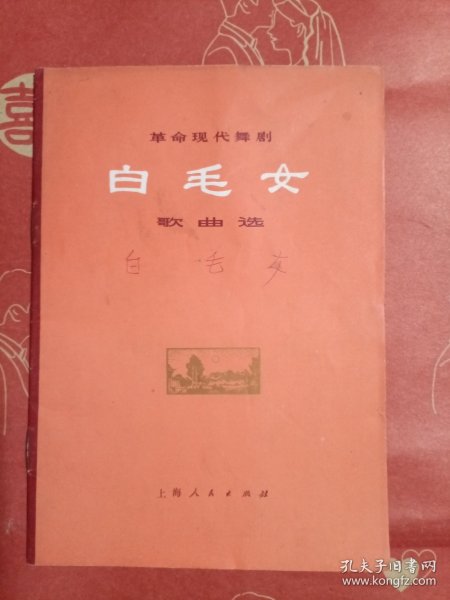 囍
革命现代舞剧
白毛女
歌曲选
白毛女
上海人民出版社
孔夫子旧书网
www.kongfz.com